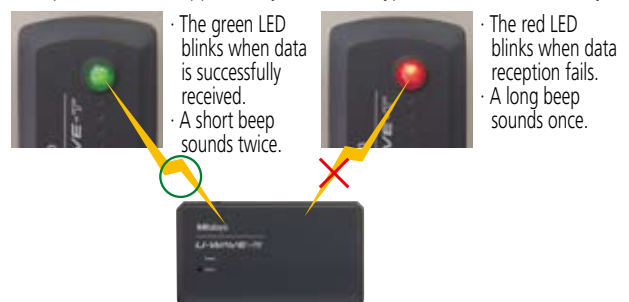 · The green LED
blinks when data
is successfully
received.
· A short beep
sounds twice.
· The red LED
blinks when data
reception fails.
· A long beep
sounds once.
Mitutoyo
U-WAVE-T